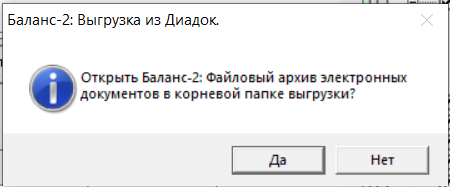 Баланс-2: Выгрузка из Диадок.
Открыть Баланс-2: Файловый архив электронных
документов в корневой папке выгрузки?
Да
Нет